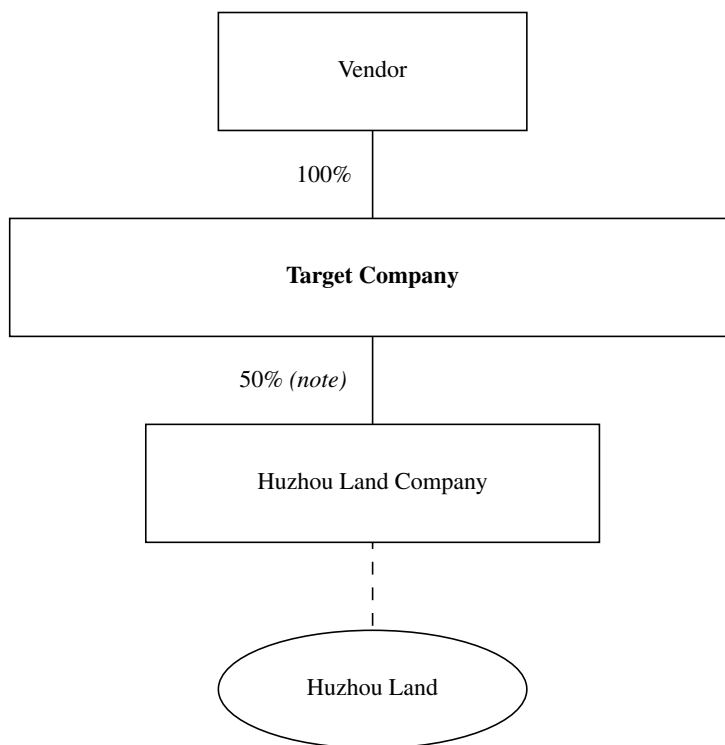 Vendor
100%
Target Company
50% (note)
Huzhou Land Company
Huzhou Land